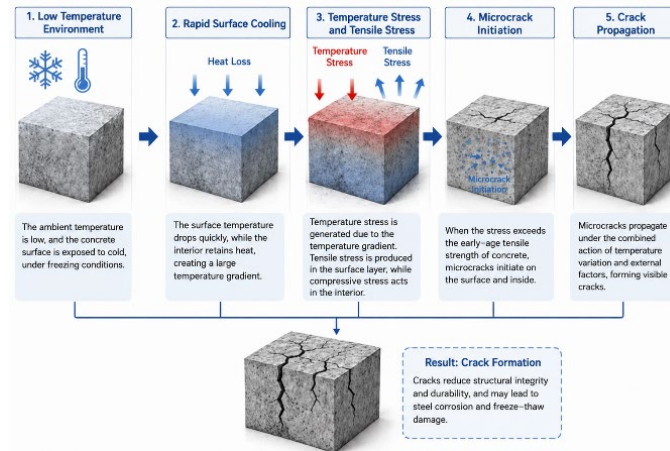 1. Low Temperature
Environment
2. Rapid Surface Cooling
3. Temperature Stress
and Tensile Stress
4. Microcrack
Initiation
5. Crack
Propagation
Heat Loss
Temperature
Stress
Tensile
Stress
Microcrack
Initiation
The ambient temperature
is low, and the concrete
surface is exposed to cold,
under freezing conditions.
The surface temperature
drops quickly, while the
interior retains heat,
creating a large
temperature gradient.
Temperature stress is
generated due to the
temperature gradient.
Tensile stress is
produced in the
surface layer, while
compressive stress acts
in the interior.
When the stress exceeds
the early-age tensile
strength of concrete,
microcracks initiate on
the surface and inside.
Microcracks propagate
under the combined
action of temperature
variation and external
factors, forming visible
cracks.
Result: Crack Formation
Cracks reduce structural integrity
and durability, and may lead to
steel corrosion and freeze-thaw
damage.